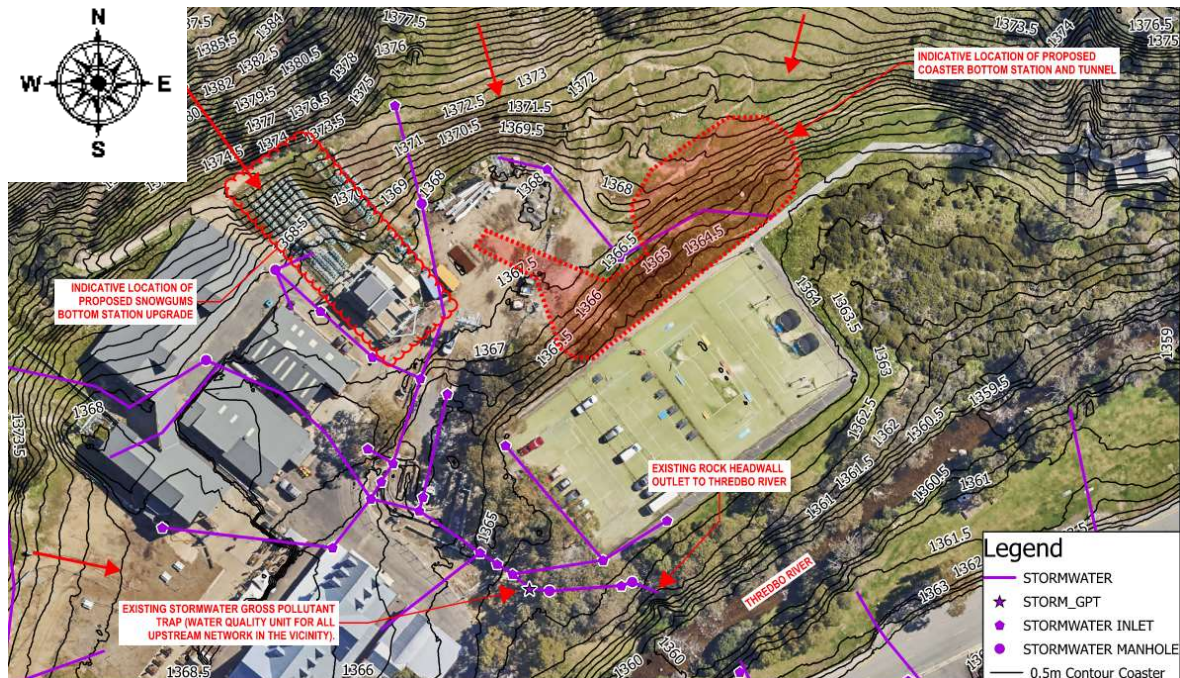 N
W
E
S
1377.5
1384
1385.5
1382.5
1380.5
1379.5
1378
1376
1382
1377
1376.5
1375
1374.5
1374
1373.5
1373
1372
1372.5
1371.5
1370.5
1369.5
1371
1370
1369
1368
1368.5
1373.5
1374
1376.5
1375
INDICATIVE LOCATION OF PROPOSED
COASTER BOTTOM STATION AND TUNNEL
1368
1368
1366.5
1365
1364.5
1367.5
1366
1365.5
1367
1364
1363.5
1363
1359
INDICATIVE LOCATION OF
PROPOSED SNOWGUMS
BOTTOM STATION UPGRADE
1368
1373.5
1362.5
1362
1360.5
1359.5
1361.5
1361
1360.5
1361
EXISTING ROCK HEADWALL
OUTLET TO THREDBO RIVER
1365
1361.5
1362
1363
THREDBO RIVER
EXISTING STORMWATER GROSS POLLUTANT
TRAP (WATER QUALITY UNIT FOR ALL
UPSTREAM NETWORK IN THE VICINITY).
1368.5
1366
1360
1360
Legend
STORMWATER
STORM_GPT
STORMWATER INLET
STORMWATER MANHOLE
0.5m Contour Coaster